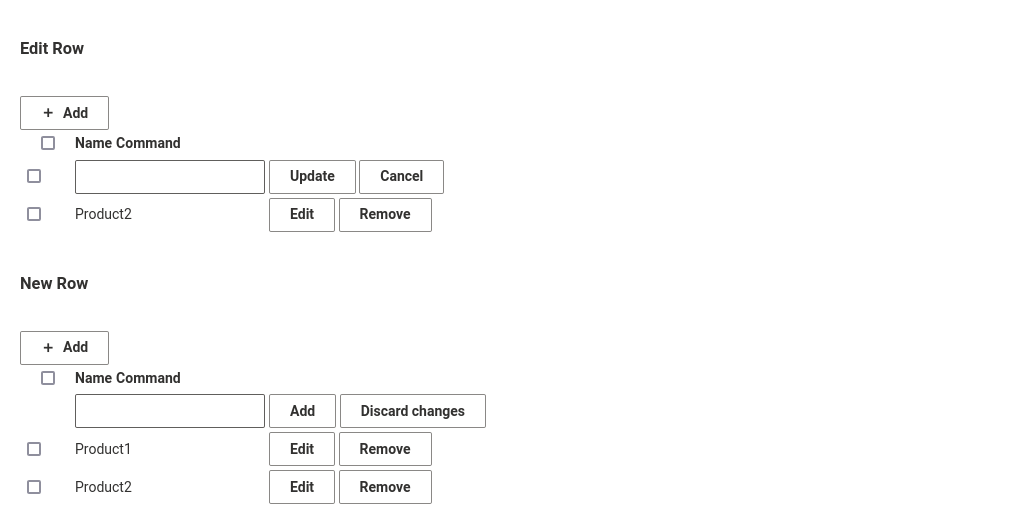 Edit Row
+ Add
Name Command
Update Cancel
Product2 Edit Remove
New Row
+ Add
Name Command
Add Discard changes
Product1 Edit Remove
Product2 Edit Remove